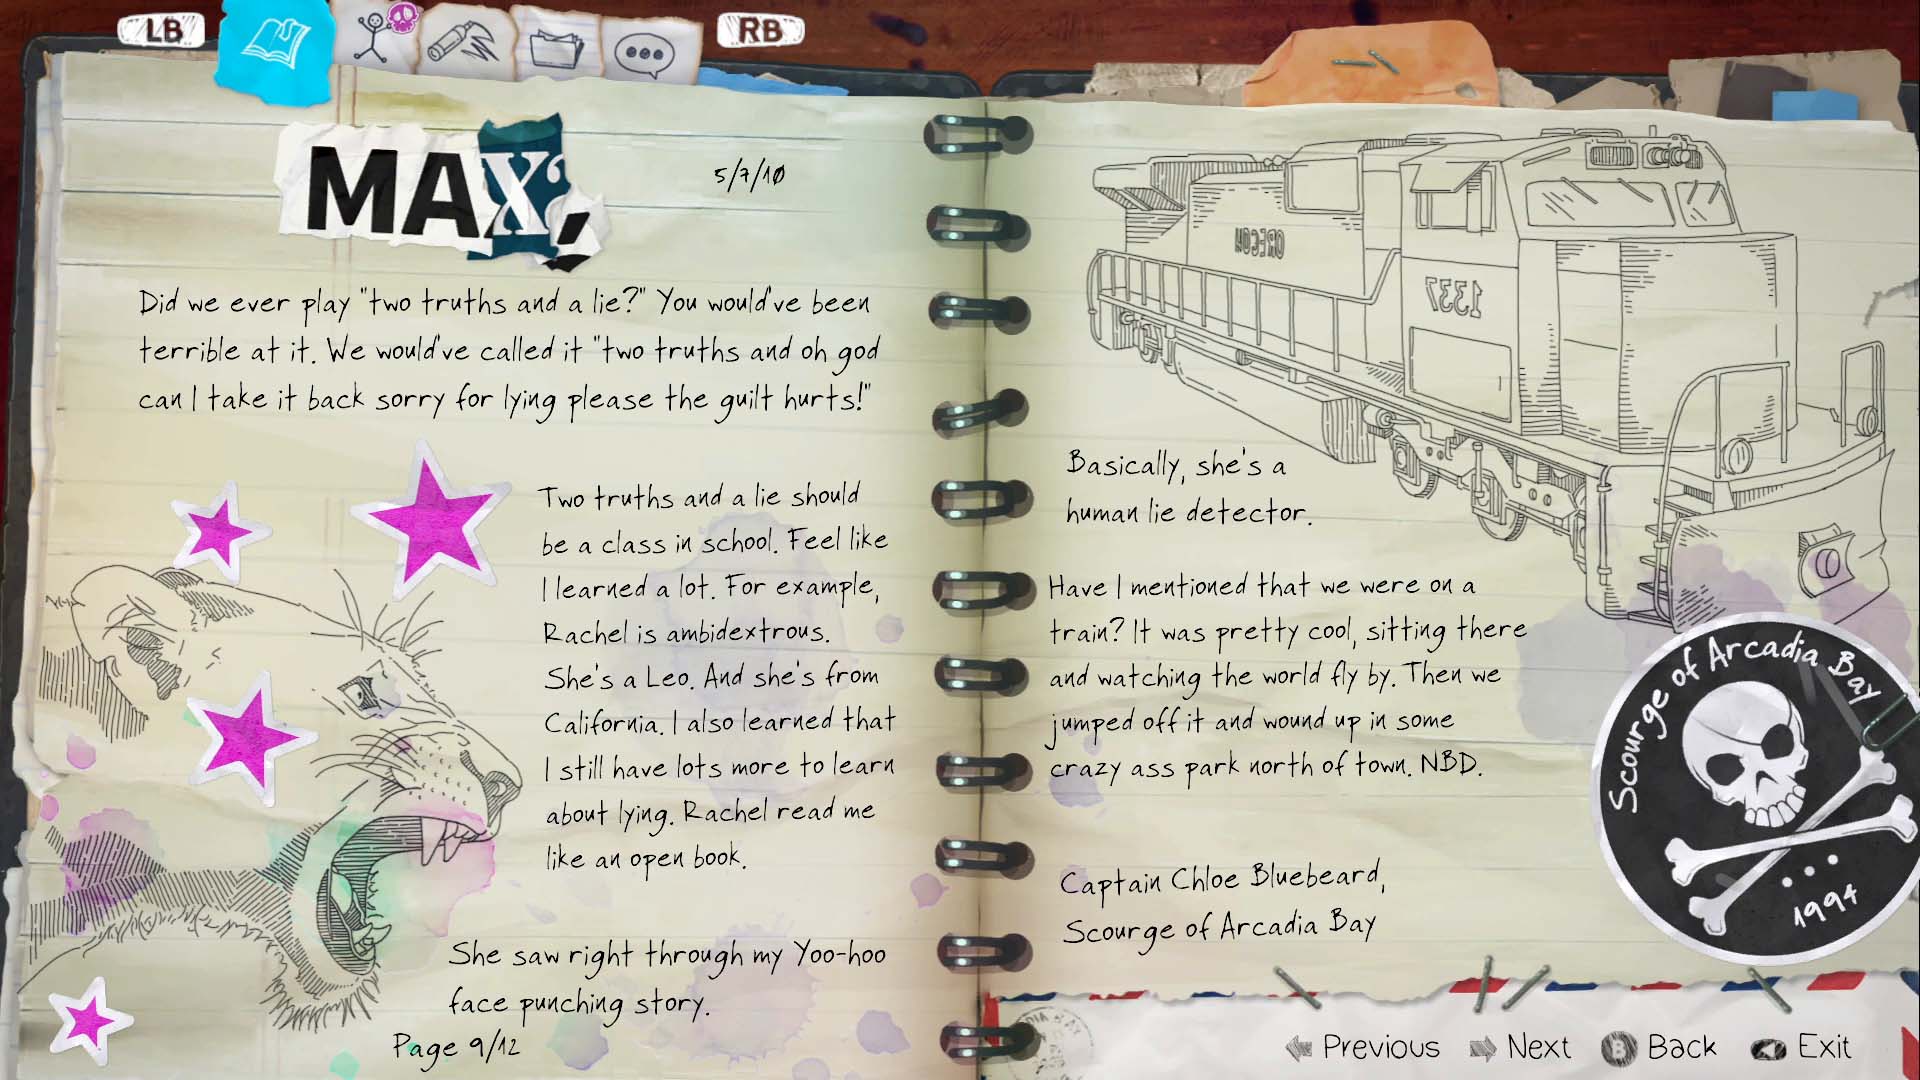 LB
RB
MAX,
5/7/10
Did we ever play "two truths and a lie?" You would've been
terrible at it. We would've called it "two truths and oh god
can I take it back sorry for lying please the guilt hurts!"
Two truths and a lie should
be a class in school. Feel like
I learned a lot. For example,
Rachel is ambidextrous.
She's a Leo. And she's from
California. I also learned that
I still have lots more to learn
about lying. Rachel read me
like an open book.
She saw right through my Yoo-hoo
face punching story.
Page 9/12
OREGON
1337
Basically, she's a
human lie detector.
Have I mentioned that we were on a
train? It was pretty cool, sitting there
and watching the world fly by. Then we
jumped off it and wound up in some
crazy ass park north of town. NBD.
Captain Chloe Bluebeard,
Scourge of Arcadia Bay
Scourge of Arcadia Bay
1994
Previous
Next
B Back
Exit